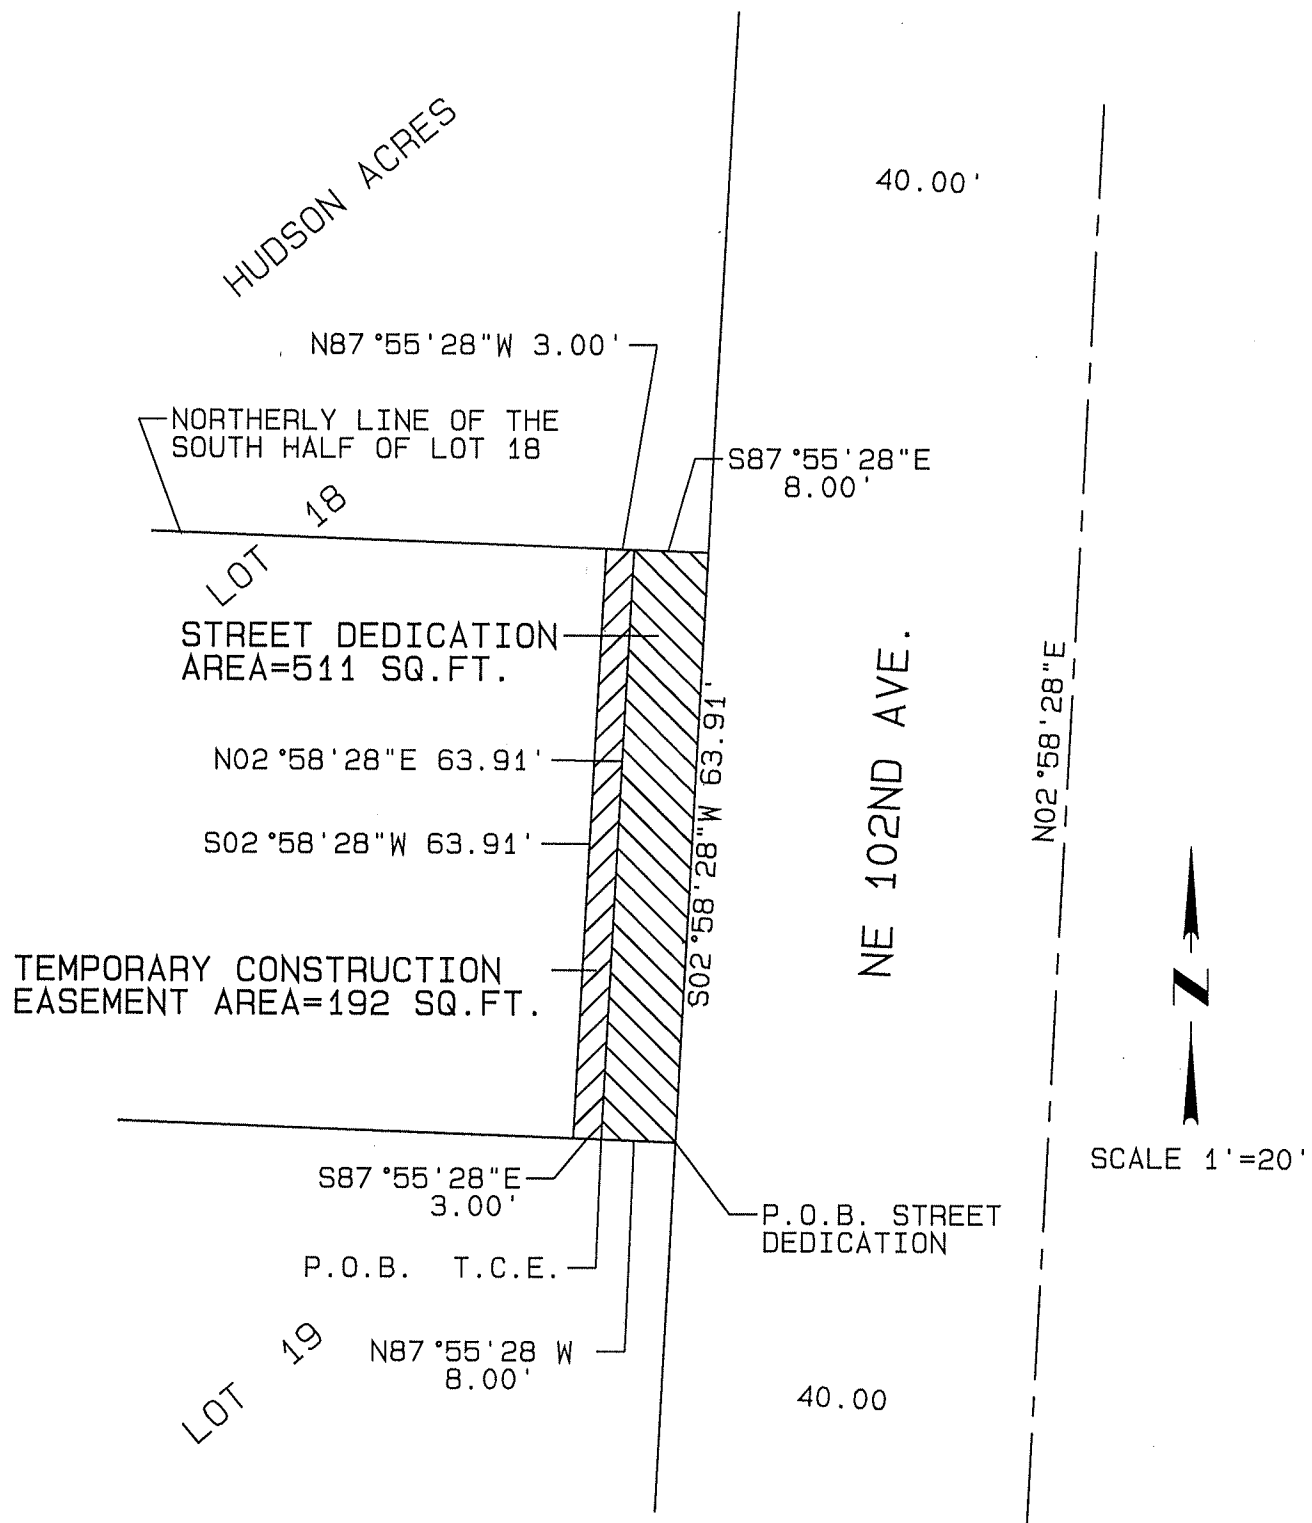 HUDSON ACRES
40.00'
N87°55'28"W 3.00'
NORTHERLY LINE OF THE
SOUTH HALF OF LOT 18
S87°55'28"E
8.00'
LOT 18
STREET DEDICATION
AREA=511 SQ.FT.
N02°58'28"E 63.91'
S02°58'28"W 63.91'
S02°58'28"W 63.91'
NE 102ND AVE.
N02°58'28"E
TEMPORARY CONSTRUCTION
EASEMENT AREA=192 SQ.FT.
N
SCALE 1'=20'
S87°55'28"E
3.00'
P.O.B. STREET
DEDICATION
P.O.B. T.C.E.
N87°55'28 W
8.00'
LOT 19
40.00